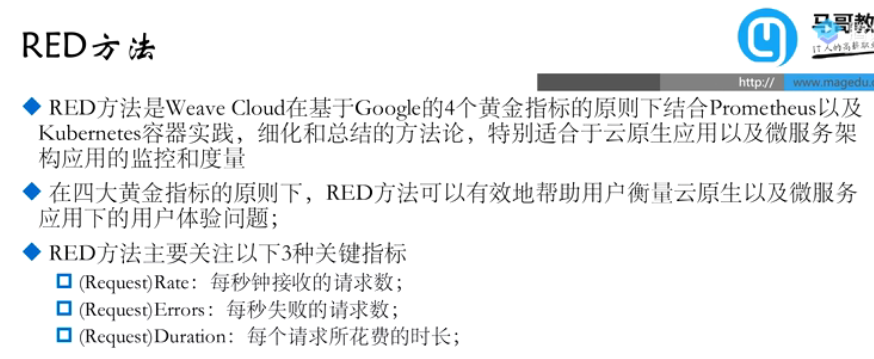 马哥教
IT人的高薪职业
RED方法
http:// www.magedu.c
RED方法是Weave Cloud在基于Google的4个黄金指标的原则下结合Prometheus以及
Kubernetes容器实践，细化和总结的方法论，特别适合于云原生应用以及微服务架
构应用的监控和度量
在四大黄金指标的原则下，RED方法可以有效地帮助用户衡量云原生以及微服务
应用下的用户体验问题；
RED方法主要关注以下3种关键指标
(Request)Rate：每秒钟接收的请求数；
(Request)Errors：每秒失败的请求数；
(Request)Duration：每个请求所花费的时长；